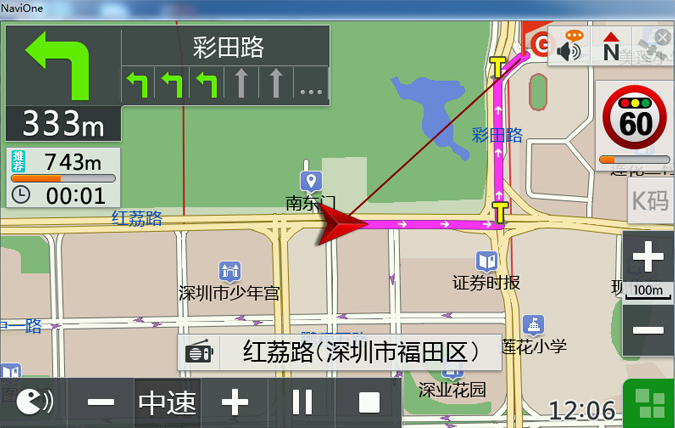 NaviOne
彩田路
333m
推荐
743m
00:01
N
60
K码
彩田路
南东门
红荔路
证券时报
深圳市少年宫
100m
红荔路(深圳市福田区)
莲花小学
深业花园
中速
12:06
G
T
T